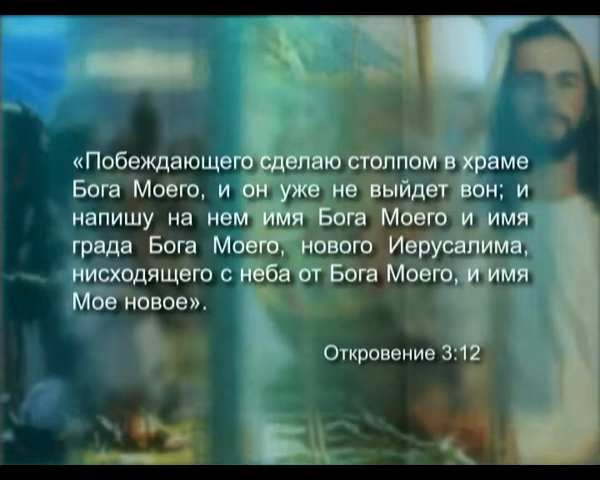 «Побеждающего сделаю столпом в храме
Бога Моего, и он уже не выйдет вон; и
напишу на нем имя Бога Моего и имя
града Бога Моего, нового Иерусалима,
нисходящего с неба от Бога Моего, и имя
Мое новое».
Откровение 3:12